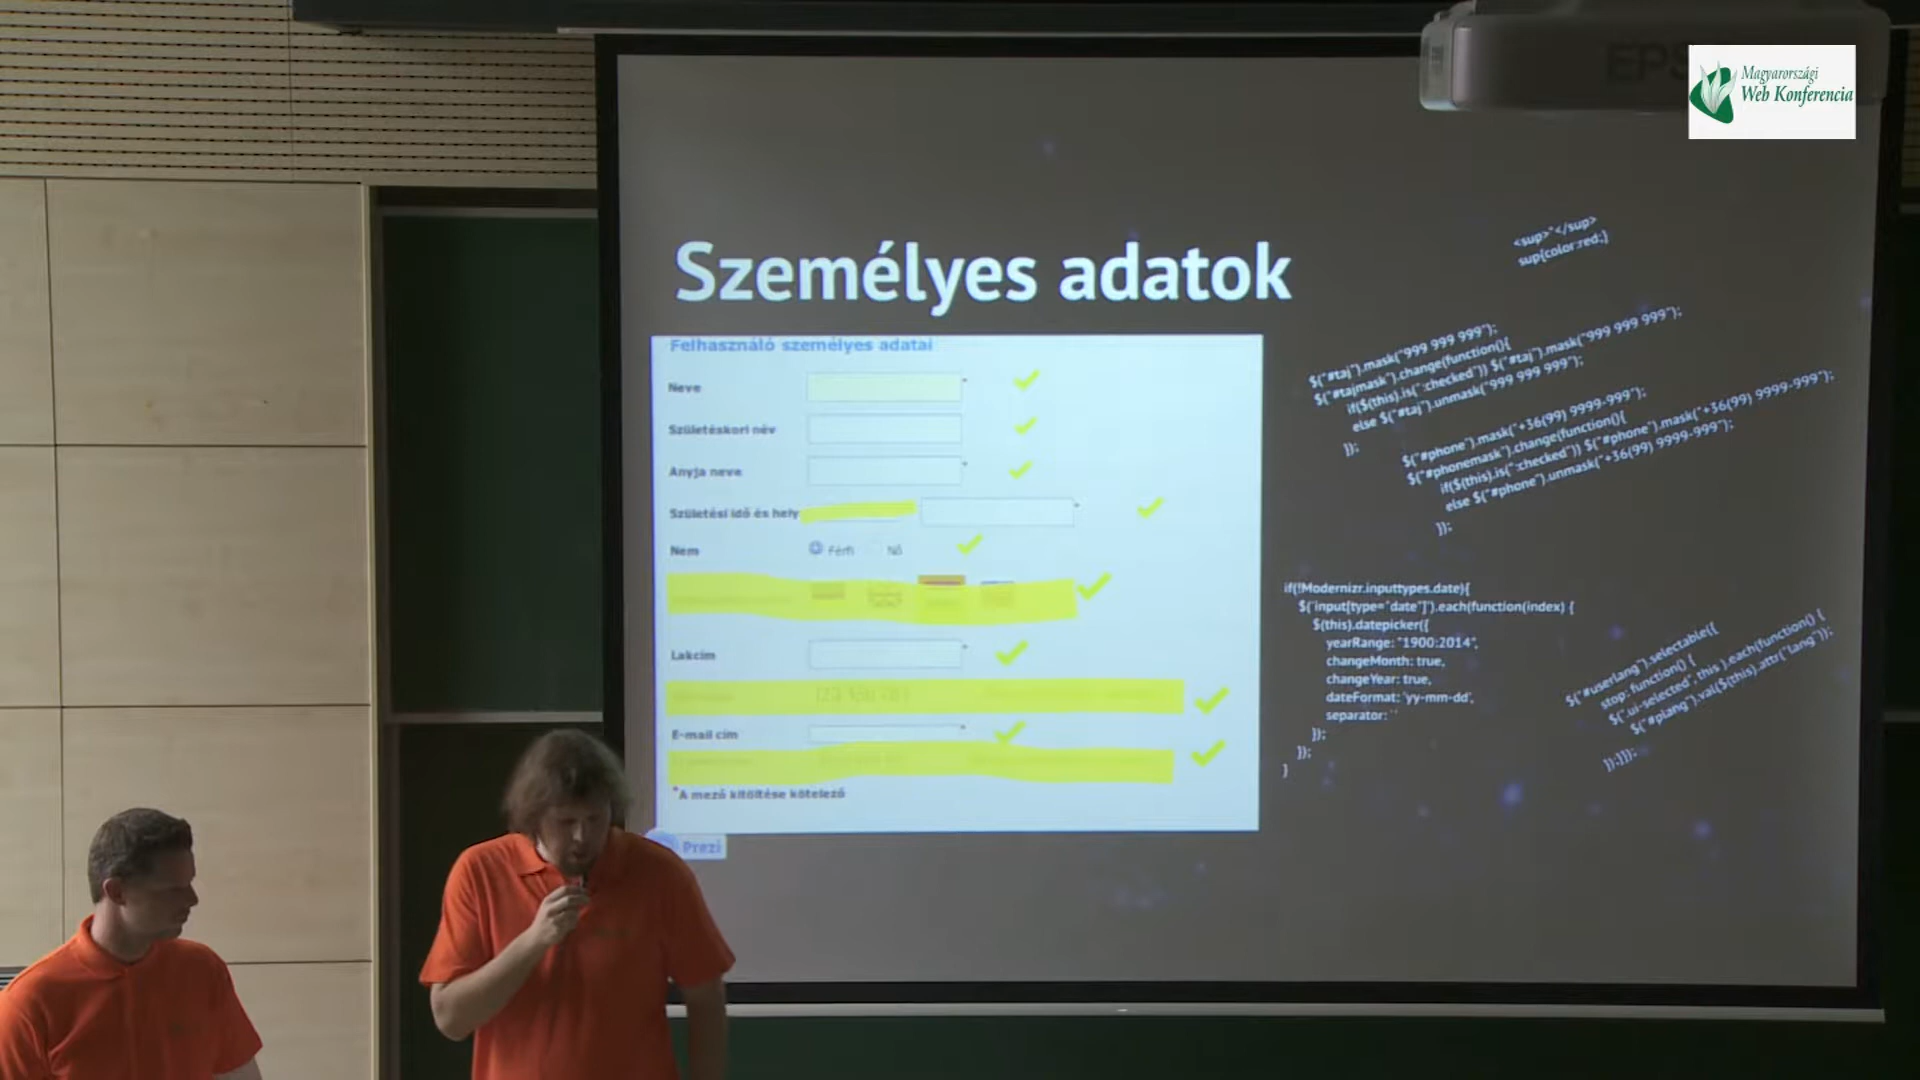 Magyarországi
Web Konferencia
Személyes adatok
Felhasználó személyes adatai
Neve *
Születéskori név
Anyja neve *
Születési idő és hely *
Nem Férfi Nő
Lakcím *
E-mail cím *
*A mező kitöltése kötelező
Prezi
<sup>*</sup>
sup{color:red;}
$("#taj").mask("999 999 999");
$("#tajmask").change(function(){
if($(this).is(":checked")) $("#taj").mask("999 999 999");
else $("#taj").unmask("999 999 999");
});
$("#phone").mask("+36(99) 9999-999");
$("#phonemask").change(function(){
if($(this).is(":checked")) $("#phone").mask("+36(99) 9999-999");
else $("#phone").unmask("+36(99) 9999-999");
});
if(!Modernizr.inputtypes.date){
$('input[type="date"]').each(function(index) {
$(this).datepicker({
yearRange: "1900:2014",
changeMonth: true,
changeYear: true,
dateFormat: 'yy-mm-dd',
separator: ' '
});
});
}
$("#userlang").selectable({
stop: function() {
$(".ui-selected", this ).each(function() {
$("#plang").val($(this).attr("lang"));
});}});